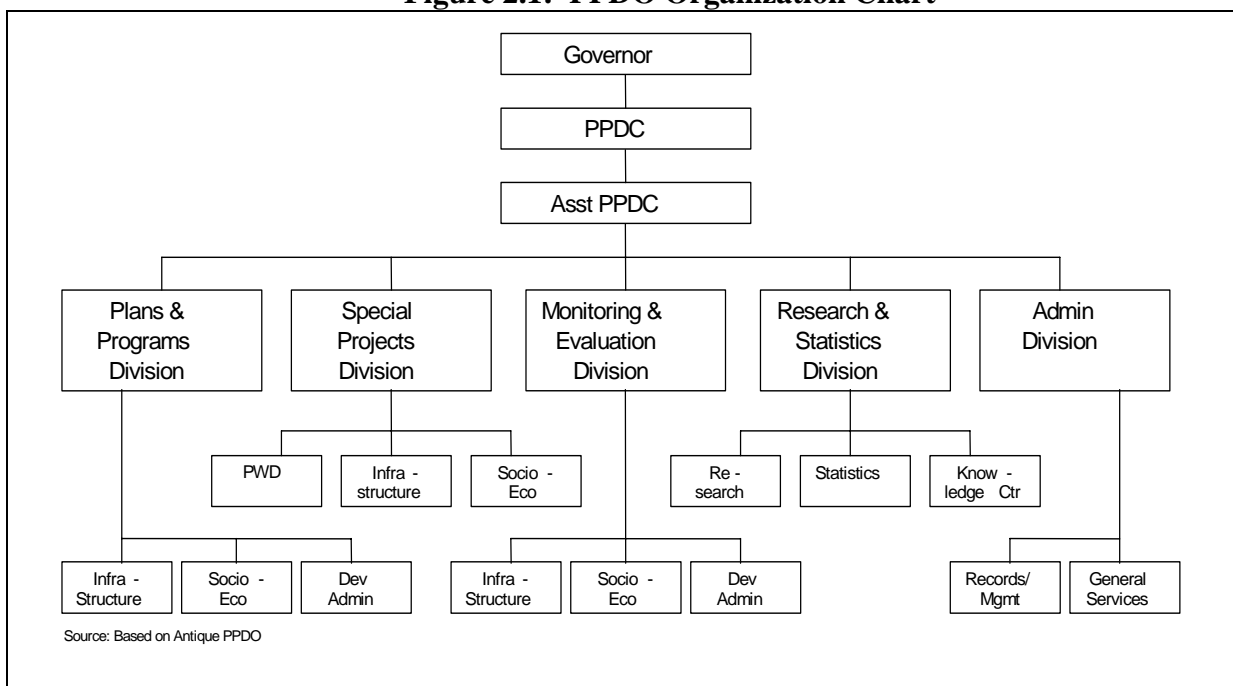 Figure 2.1: PPDO Organization Chart
Governor
PPDC
Asst PPDC
Plans &
Programs
Division
Special
Projects
Division
Monitoring &
Evaluation
Division
Research &
Statistics
Division
Admin
Division
PWD
Infra -
structure
Socio -
Eco
Re -
search
Statistics
Know -
ledge Ctr
Infra -
Structure
Socio -
Eco
Dev
Admin
Infra -
Structure
Socio -
Eco
Dev
Admin
Records/
Mgmt
General
Services
Source: Based on Antique PPDO